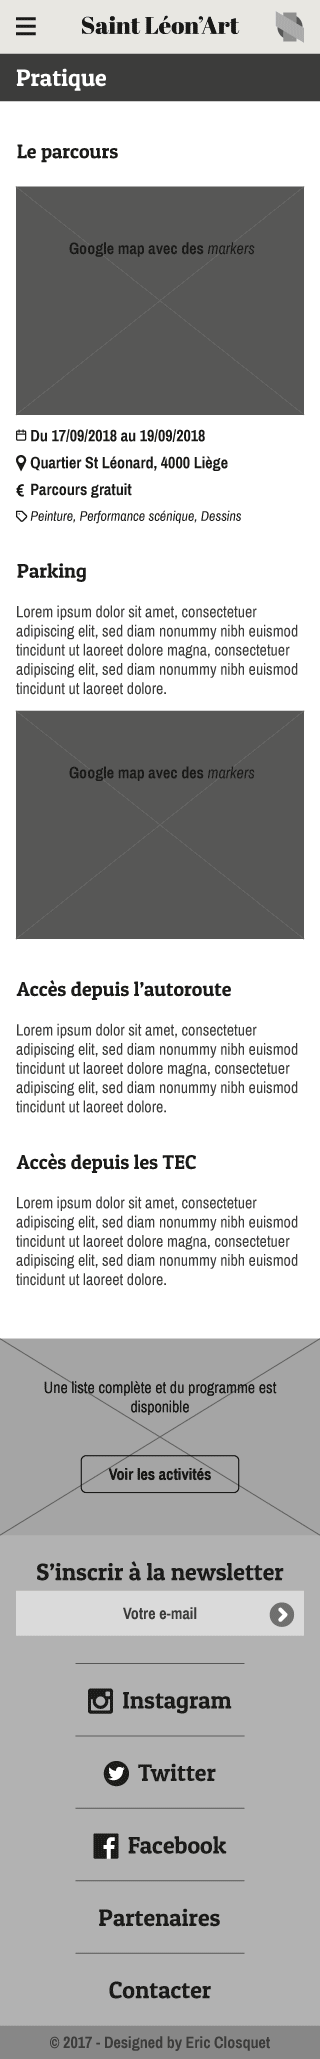 Saint Léon'Art
Pratique
Le parcours
Google map avec des markers
Du 17/09/2018 au 19/09/2018
Quartier St Léonard, 4000 Liège
€ Parcours gratuit
Peinture, Performance scénique, Dessins
Parking
Lorem ipsum dolor sit amet, consectetuer
adipiscing elit, sed diam nonummy nibh euismod
tincidunt ut laoreet dolore magna, consectetuer
adipiscing elit, sed diam nonummy nibh euismod
tincidunt ut laoreet dolore.
Google map avec des markers
Accès depuis l'autoroute
Lorem ipsum dolor sit amet, consectetuer
adipiscing elit, sed diam nonummy nibh euismod
tincidunt ut laoreet dolore magna, consectetuer
adipiscing elit, sed diam nonummy nibh euismod
tincidunt ut laoreet dolore.
Accès depuis les TEC
Lorem ipsum dolor sit amet, consectetuer
adipiscing elit, sed diam nonummy nibh euismod
tincidunt ut laoreet dolore magna, consectetuer
adipiscing elit, sed diam nonummy nibh euismod
tincidunt ut laoreet dolore.
Une liste complète et du programme est
disponible
Voir les activités
S'inscrir à la newsletter
Votre e-mail
Instagram
Twitter
Facebook
Partenaires
Contacter
© 2017 - Designed by Eric Closquet